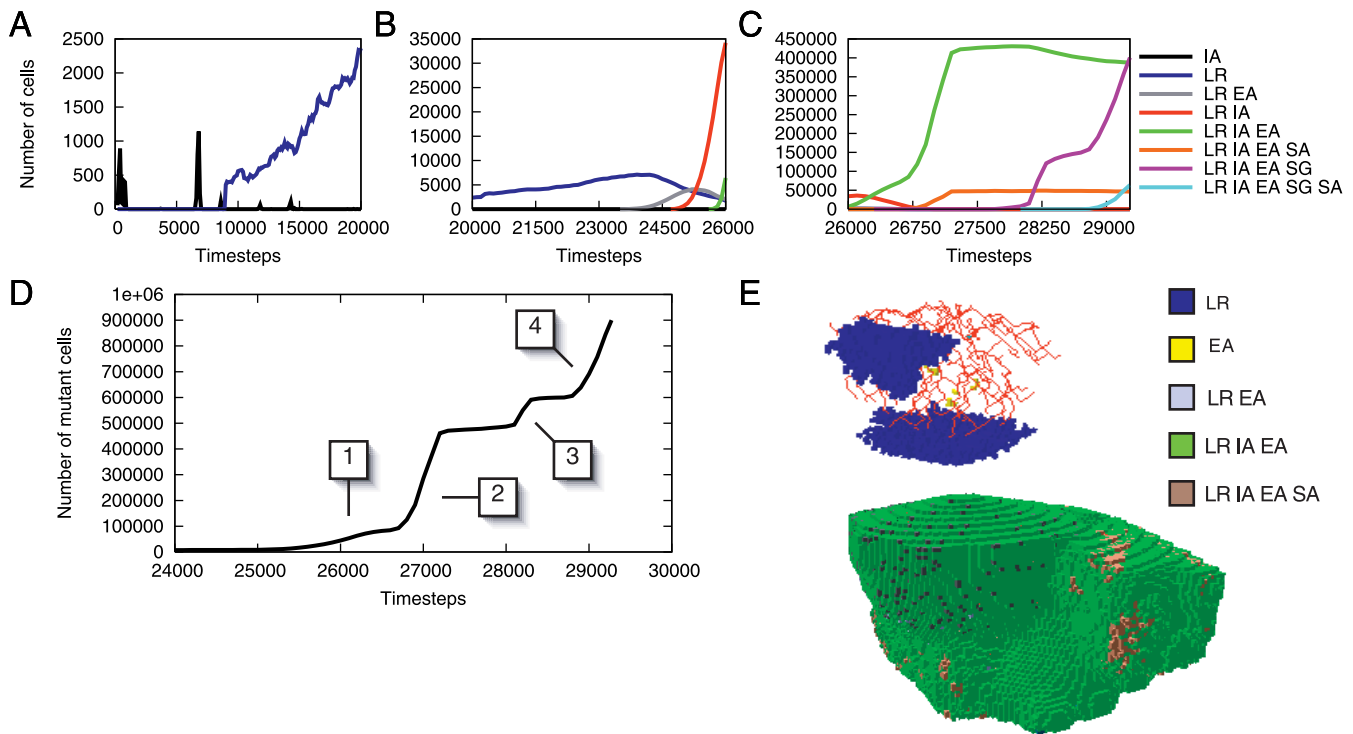 A
Number of cells
2500
2000
1500
1000
500
0
0
5000
10000
15000
20000
Timesteps
B
35000
30000
25000
20000
15000
10000
5000
0
20000
21500
23000
24500
26000
Timesteps
C
450000
400000
350000
300000
250000
200000
150000
100000
50000
0
26000
26750
27500
28250
29000
Timesteps
IA
LR
LR EA
LR IA
LR IA EA
LR IA EA SA
LR IA EA SG
LR IA EA SG SA
D
Number of mutant cells
1e+06
900000
800000
700000
600000
500000
400000
300000
200000
100000
0
24000
25000
26000
27000
28000
29000
30000
Timesteps
1
2
3
4
E
LR
EA
LR EA
LR IA EA
LR IA EA SA